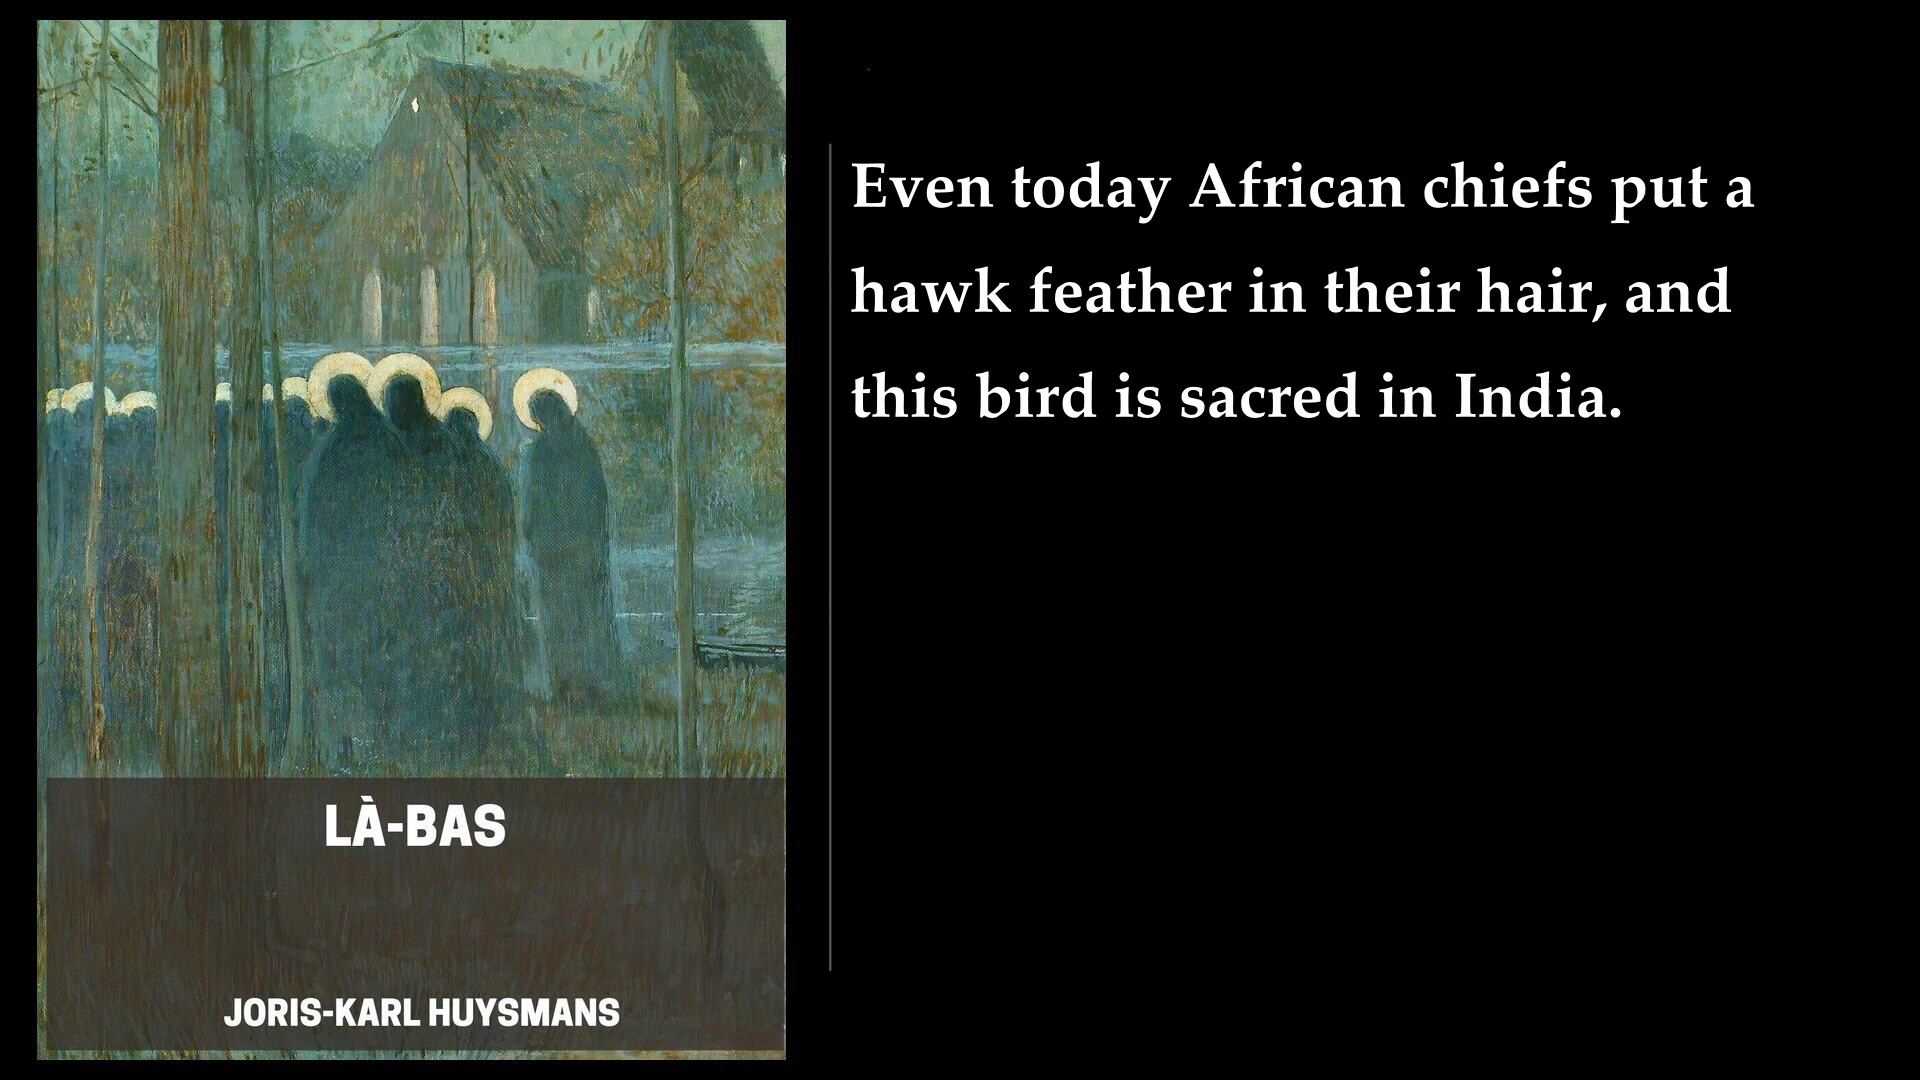 LÀ-BAS
JORIS-KARL HUYSMANS
Even today African chiefs put a
hawk feather in their hair, and
this bird is sacred in India.